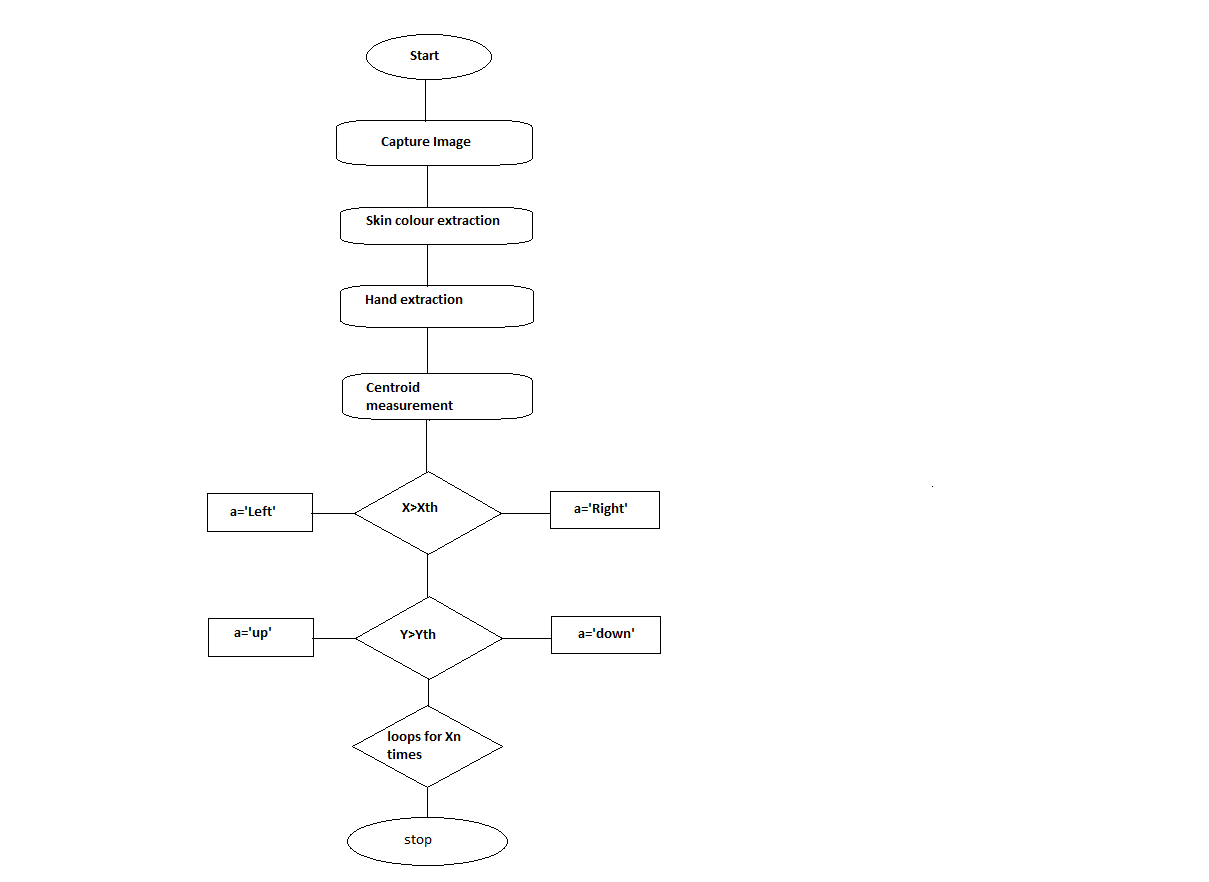 Start
Capture Image
Skin colour extraction
Hand extraction
Centroid
measurement
a='Left'
X>Xth
a='Right'
a='up'
Y>Yth
a='down'
loops for Xn
times
stop